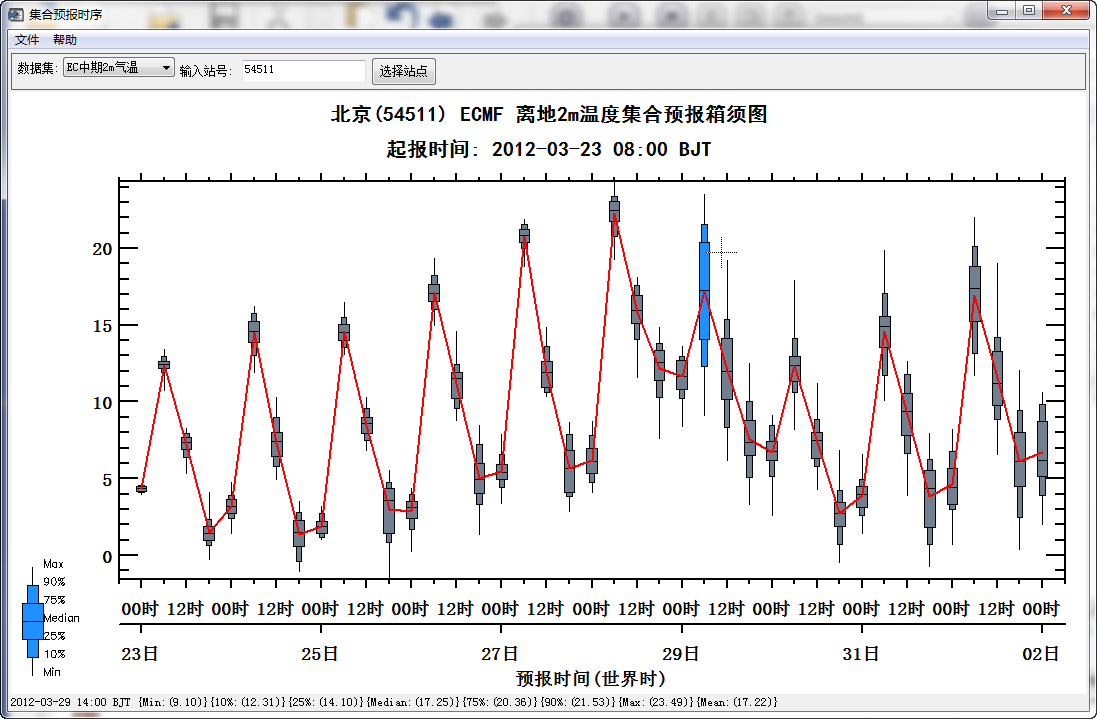 集合预报时序
文件 帮助
数据集: EC中期2m气温 输入站号: 54511 选择站点
北京(54511) ECMF 离地2m温度集合预报箱须图
起报时间: 2012-03-23 08:00 BJT
20
15
10
5
0
00时 12时 00时 12时 00时 12时 00时 12时 00时 12时 00时 12时 00时 12时 00时 12时 00时 12时 00时 12时 00时
23日 25日 27日 29日 31日 02日
预报时间(世界时)
Max
90%
75%
Median
25%
10%
Min
2012-03-29 14:00 BJT {Min:(9.10)}{10%:(12.31)}{25%:(14.10)}{Median:(17.25)}{75%:(20.36)}{90%:(21.53)}{Max:(23.49)}{Mean:(17.22)}